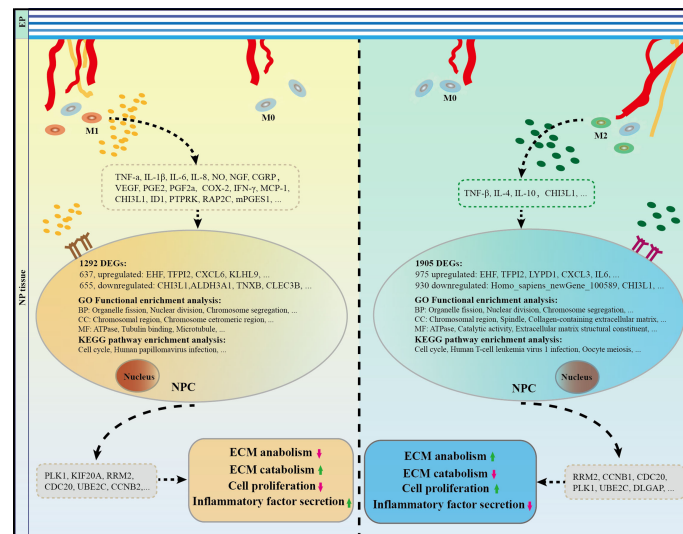 EP
NP tissue
M1
M0
TNF-a, IL-1β, IL-6, IL-8, NO, NGF, CGRP,
VEGF, PGE2, PGF2a, COX-2, IFN-γ, MCP-1,
CHI3L1, ID1, PTPRK, RAP2C, mPGES1, ...
1292 DEGs:
637, upregulated: EHF, TFPI2, CXCL6, KLHL9, ...
655, downregulated: CHI3L1,ALDH3A1, TNXB, CLEC3B, ...
GO Functional enrichment analysis:
BP: Organelle fission, Nuclear division, Chromosome segregation, ...
CC: Chromosomal region, Chromosome cetromeric region, ...
MF: ATPase, Tubulin binding, Microtubule, ...
KEGG pathway enrichment analysis:
Cell cycle, Human papillomavirus infection, ...
Nucleus
NPC
PLK1, KIF20A, RRM2,
CDC20, UBE2C, CCNB2,...
ECM anabolism
ECM catabolism
Cell proliferation
Inflammatory factor secretion
M0
M2
TNF-β, IL-4, IL-10, CHI3L1, ...
1905 DEGs:
975 upregulated: EHF, TFPI2, LYPD1, CXCL3, IL6, ...
930 downregulated: Homo_sapiens_newGene_100589, CHI3L1, ...
GO Functional enrichment analysis:
BP: Organelle fission, Nuclear division, Chromosome segregation, ...
CC: Chromosomal region, Spindle, Collagen-containing extracellular matrix, ...
MF: ATPase, Catalytic activity, Extracellular matrix structural constituent, ...
KEGG pathway enrichment analysis:
Cell cycle, Human T-cell leukemia virus 1 infection, Oocyte meiosis, ...
NPC
Nucleus
ECM anabolism
ECM catabolism
Cell proliferation
Inflammatory factor secretion
RRM2, CCNB1, CDC20,
PLK1, UBE2C, DLGAP, ...